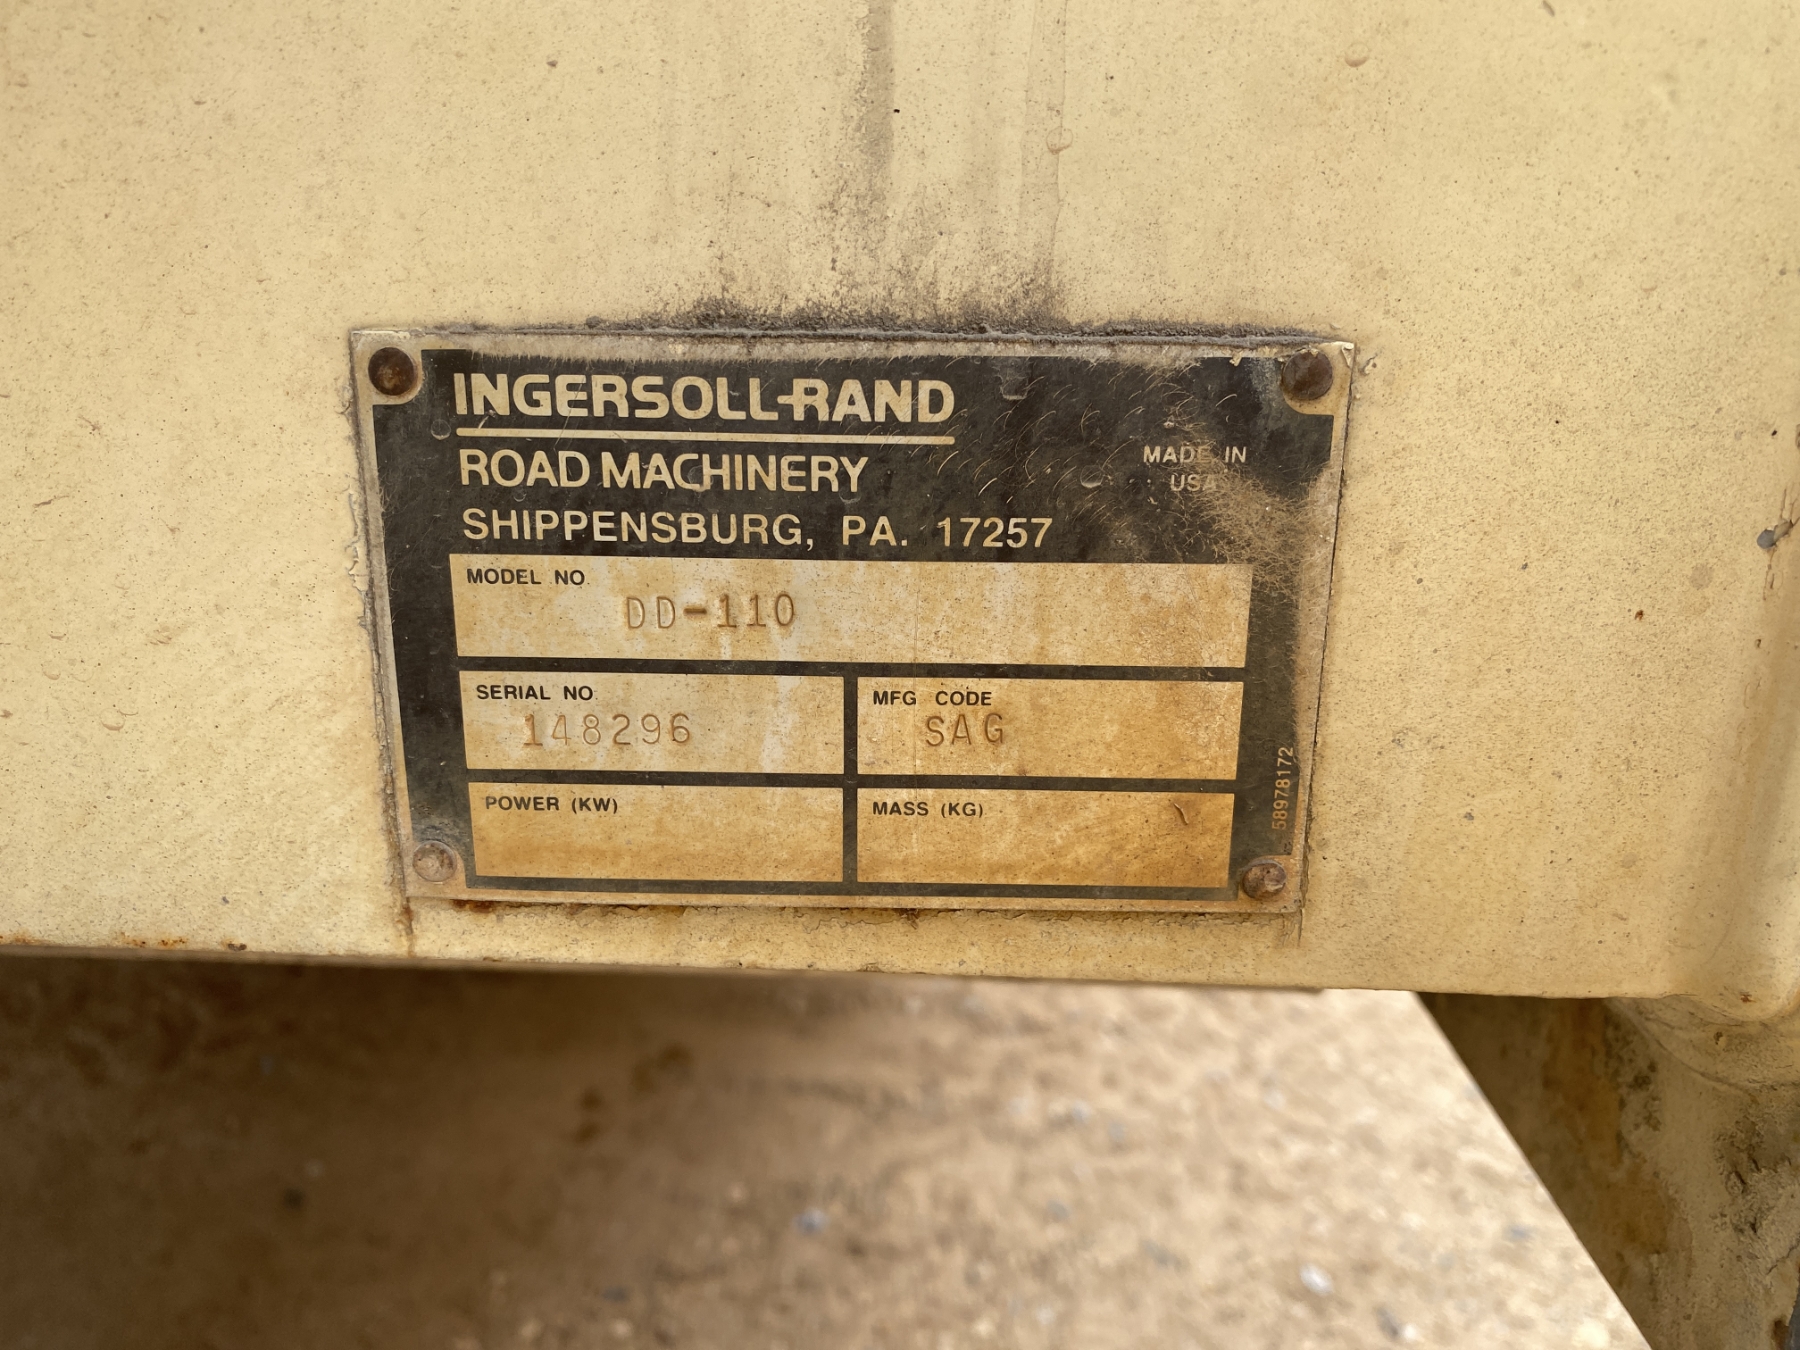 INGERSOLL-RAND
ROAD MACHINERY
MADE IN
USA
SHIPPENSBURG, PA. 17257
MODEL NO.
DD-110
SERIAL NO.
148296
MFG CODE
SAG
POWER (KW)
MASS (KG)
58978172